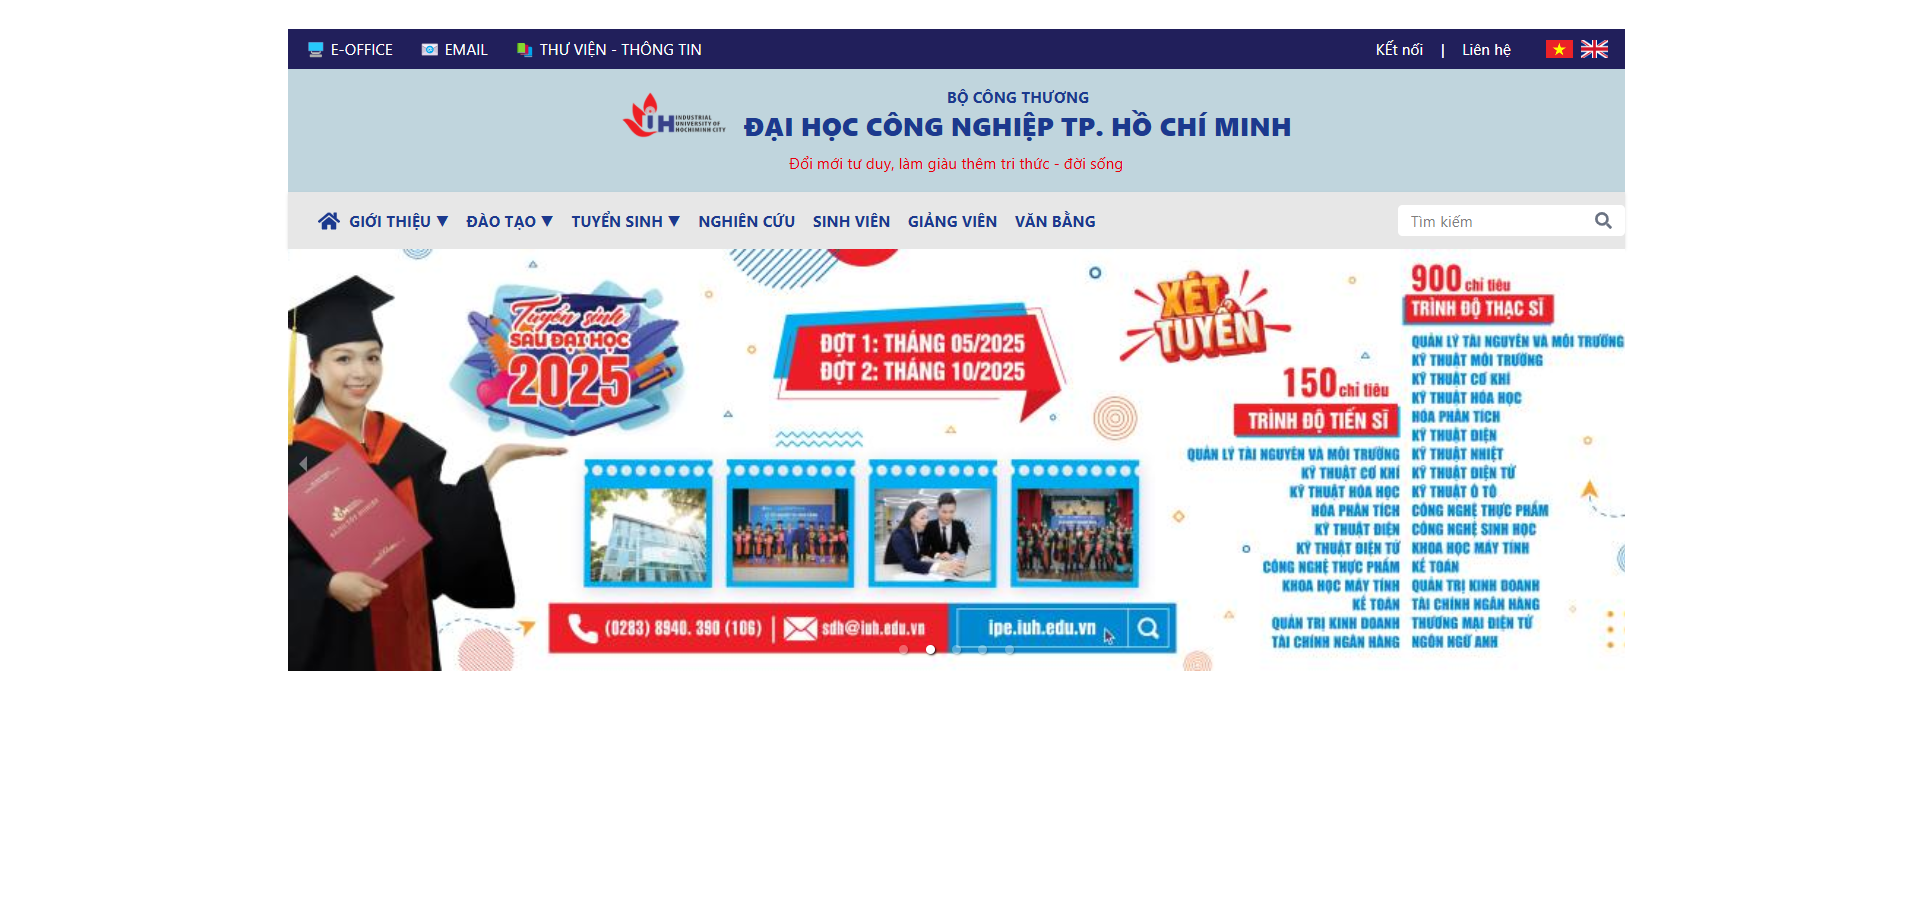 E-OFFICE EMAIL THƯ VIỆN - THÔNG TIN KẾt nối | Liên hệ
BỘ CÔNG THƯƠNG
IUH INDUSTRIAL UNIVERSITY OF HOCHIMINH CITY
ĐẠI HỌC CÔNG NGHIỆP TP. HỒ CHÍ MINH
Đổi mới tư duy, làm giàu thêm tri thức - đời sống
GIỚI THIỆU ▼ ĐÀO TẠO ▼ TUYỂN SINH ▼ NGHIÊN CỨU SINH VIÊN GIẢNG VIÊN VĂN BẰNG Tìm kiếm
Tuyển sinh
SAU ĐẠI HỌC
2025
ĐỢT 1: THÁNG 05/2025
ĐỢT 2: THÁNG 10/2025
XÉT
TUYỂN
150 chỉ tiêu
TRÌNH ĐỘ TIẾN SĨ
QUẢN LÝ TÀI NGUYÊN VÀ MÔI TRƯỜNG
KỸ THUẬT CƠ KHÍ
KỸ THUẬT HÓA HỌC
HÓA PHÂN TÍCH
KỸ THUẬT ĐIỆN
KỸ THUẬT ĐIỆN TỬ
CÔNG NGHỆ THỰC PHẨM
KHOA HỌC MÁY TÍNH
KẾ TOÁN
QUẢN TRỊ KINH DOANH
TÀI CHÍNH NGÂN HÀNG
900 chỉ tiêu
TRÌNH ĐỘ THẠC SĨ
QUẢN LÝ TÀI NGUYÊN VÀ MÔI TRƯỜNG
KỸ THUẬT MÔI TRƯỜNG
KỸ THUẬT CƠ KHÍ
KỸ THUẬT HÓA HỌC
HÓA PHÂN TÍCH
KỸ THUẬT ĐIỆN
KỸ THUẬT NHIỆT
KỸ THUẬT ĐIỆN TỬ
KỸ THUẬT Ô TÔ
CÔNG NGHỆ THỰC PHẨM
CÔNG NGHỆ SINH HỌC
KHOA HỌC MÁY TÍNH
KẾ TOÁN
QUẢN TRỊ KINH DOANH
TÀI CHÍNH NGÂN HÀNG
THƯƠNG MẠI ĐIỆN TỬ
NGÔN NGỮ ANH
(0283) 8940. 390 (106) | sdh@iuh.edu.vn ipe.iuh.edu.vn